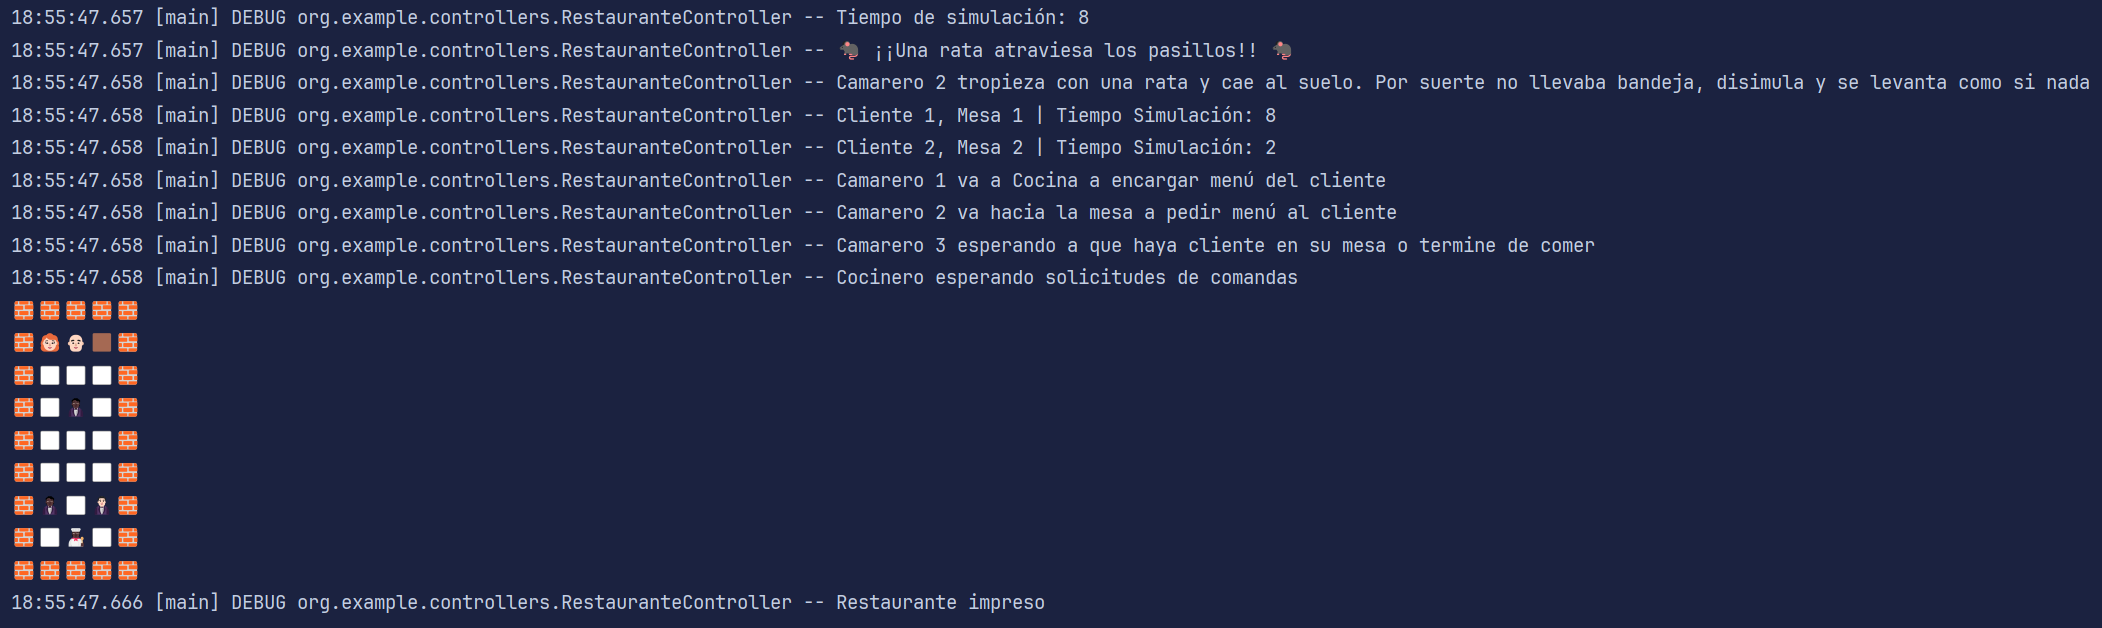 18:55:47.657 [main] DEBUG org.example.controllers.RestauranteController -- Tiempo de simulación: 8
18:55:47.657 [main] DEBUG org.example.controllers.RestauranteController -- 🐀 ¡¡Una rata atraviesa los pasillos!! 🐀
18:55:47.658 [main] DEBUG org.example.controllers.RestauranteController -- Camarero 2 tropieza con una rata y cae al suelo. Por suerte no llevaba bandeja, disimula y se levanta como si nada
18:55:47.658 [main] DEBUG org.example.controllers.RestauranteController -- Cliente 1, Mesa 1 | Tiempo Simulación: 8
18:55:47.658 [main] DEBUG org.example.controllers.RestauranteController -- Cliente 2, Mesa 2 | Tiempo Simulación: 2
18:55:47.658 [main] DEBUG org.example.controllers.RestauranteController -- Camarero 1 va a Cocina a encargar menú del cliente
18:55:47.658 [main] DEBUG org.example.controllers.RestauranteController -- Camarero 2 va hacia la mesa a pedir menú al cliente
18:55:47.658 [main] DEBUG org.example.controllers.RestauranteController -- Camarero 3 esperando a que haya cliente en su mesa o termine de comer
18:55:47.658 [main] DEBUG org.example.controllers.RestauranteController -- Cocinero esperando solicitudes de comandas
18:55:47.666 [main] DEBUG org.example.controllers.RestauranteController -- Restaurante impreso